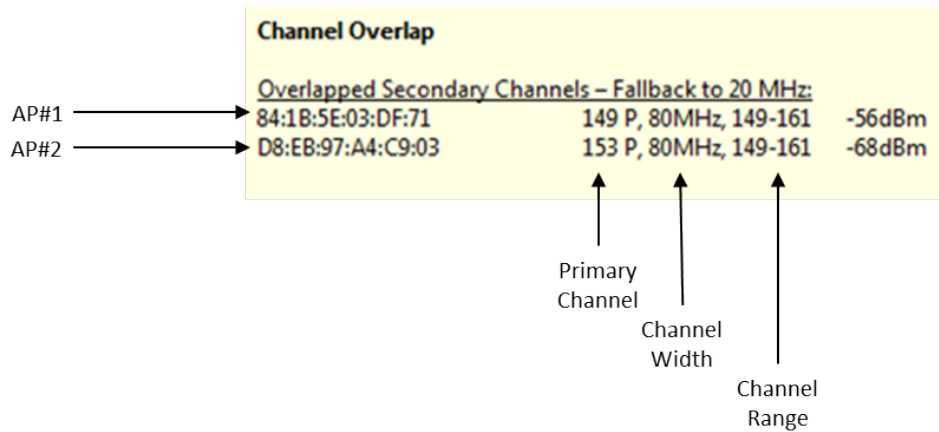 Channel Overlap
Overlapped Secondary Channels – Fallback to 20 MHz:
AP#1 84:1B:5E:03:DF:71 149 P, 80MHz, 149-161 -56dBm
AP#2 D8:EB:97:A4:C9:03 153 P, 80MHz, 149-161 -68dBm
Primary
Channel
Channel
Width
Channel
Range